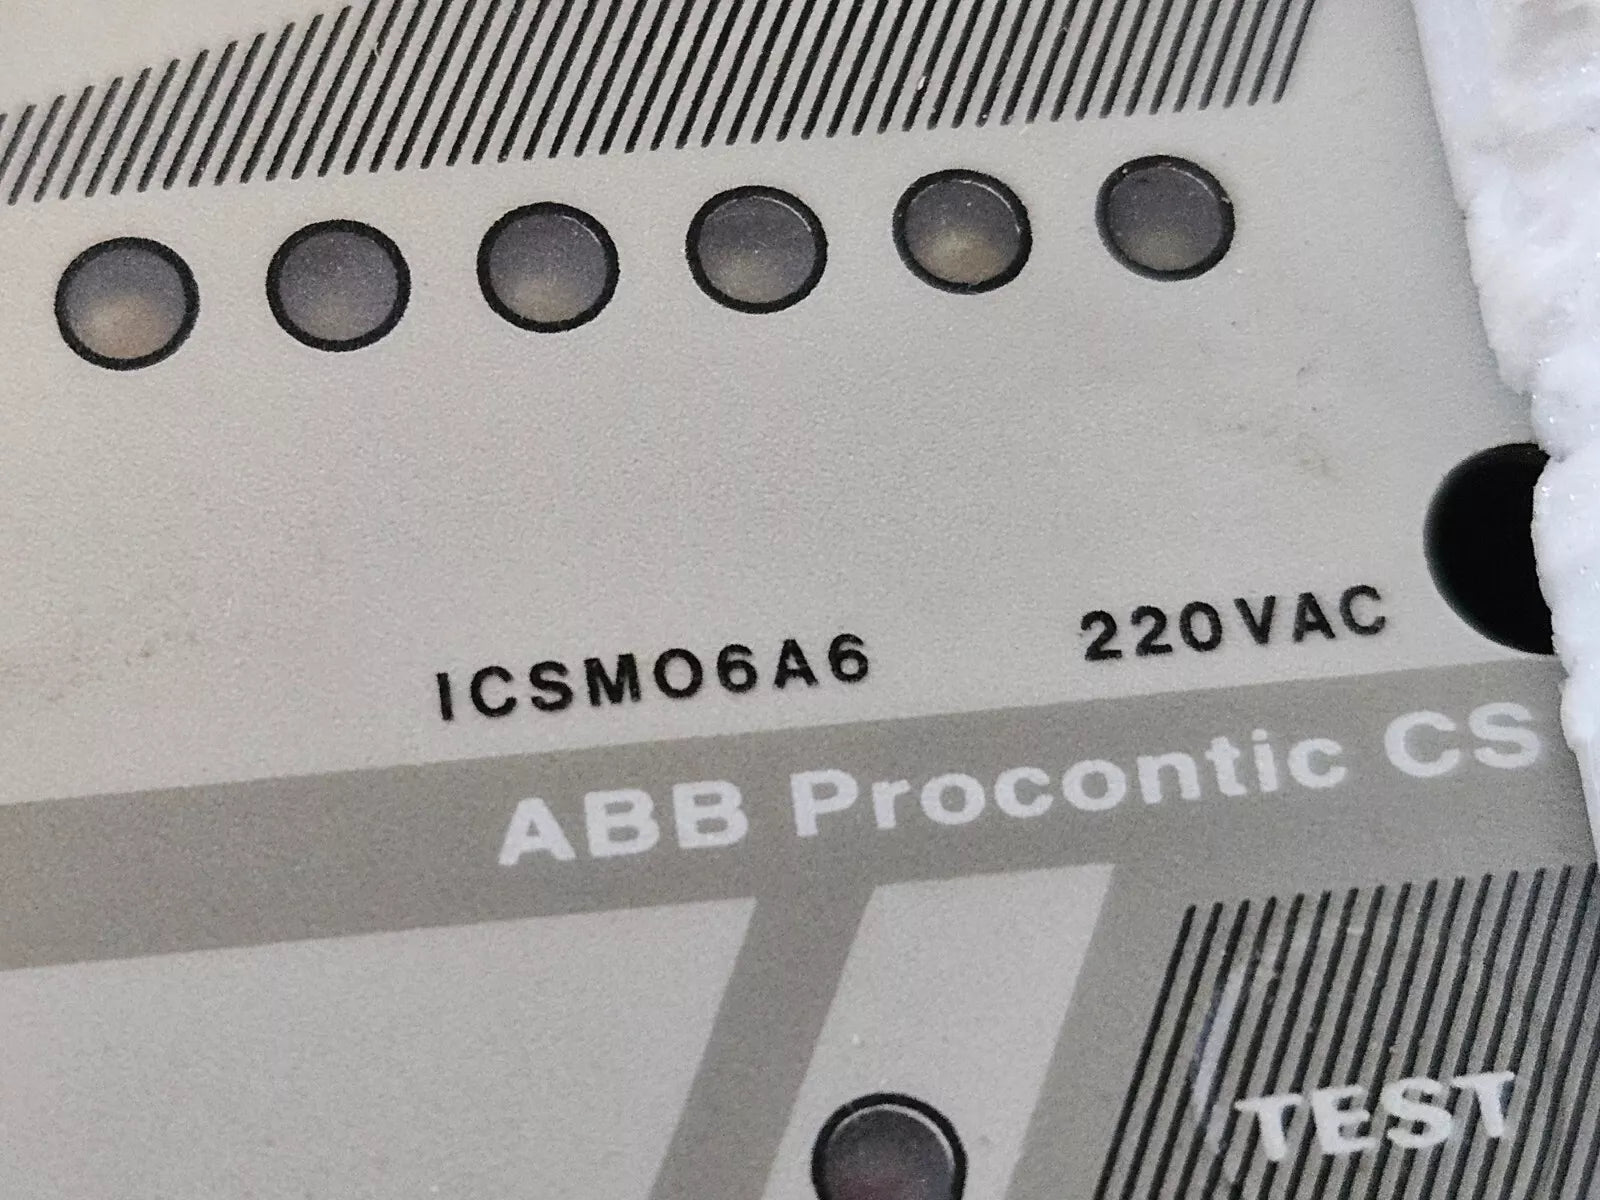 ICSMO6A6 220VAC
ABB Procontic CS
TEST